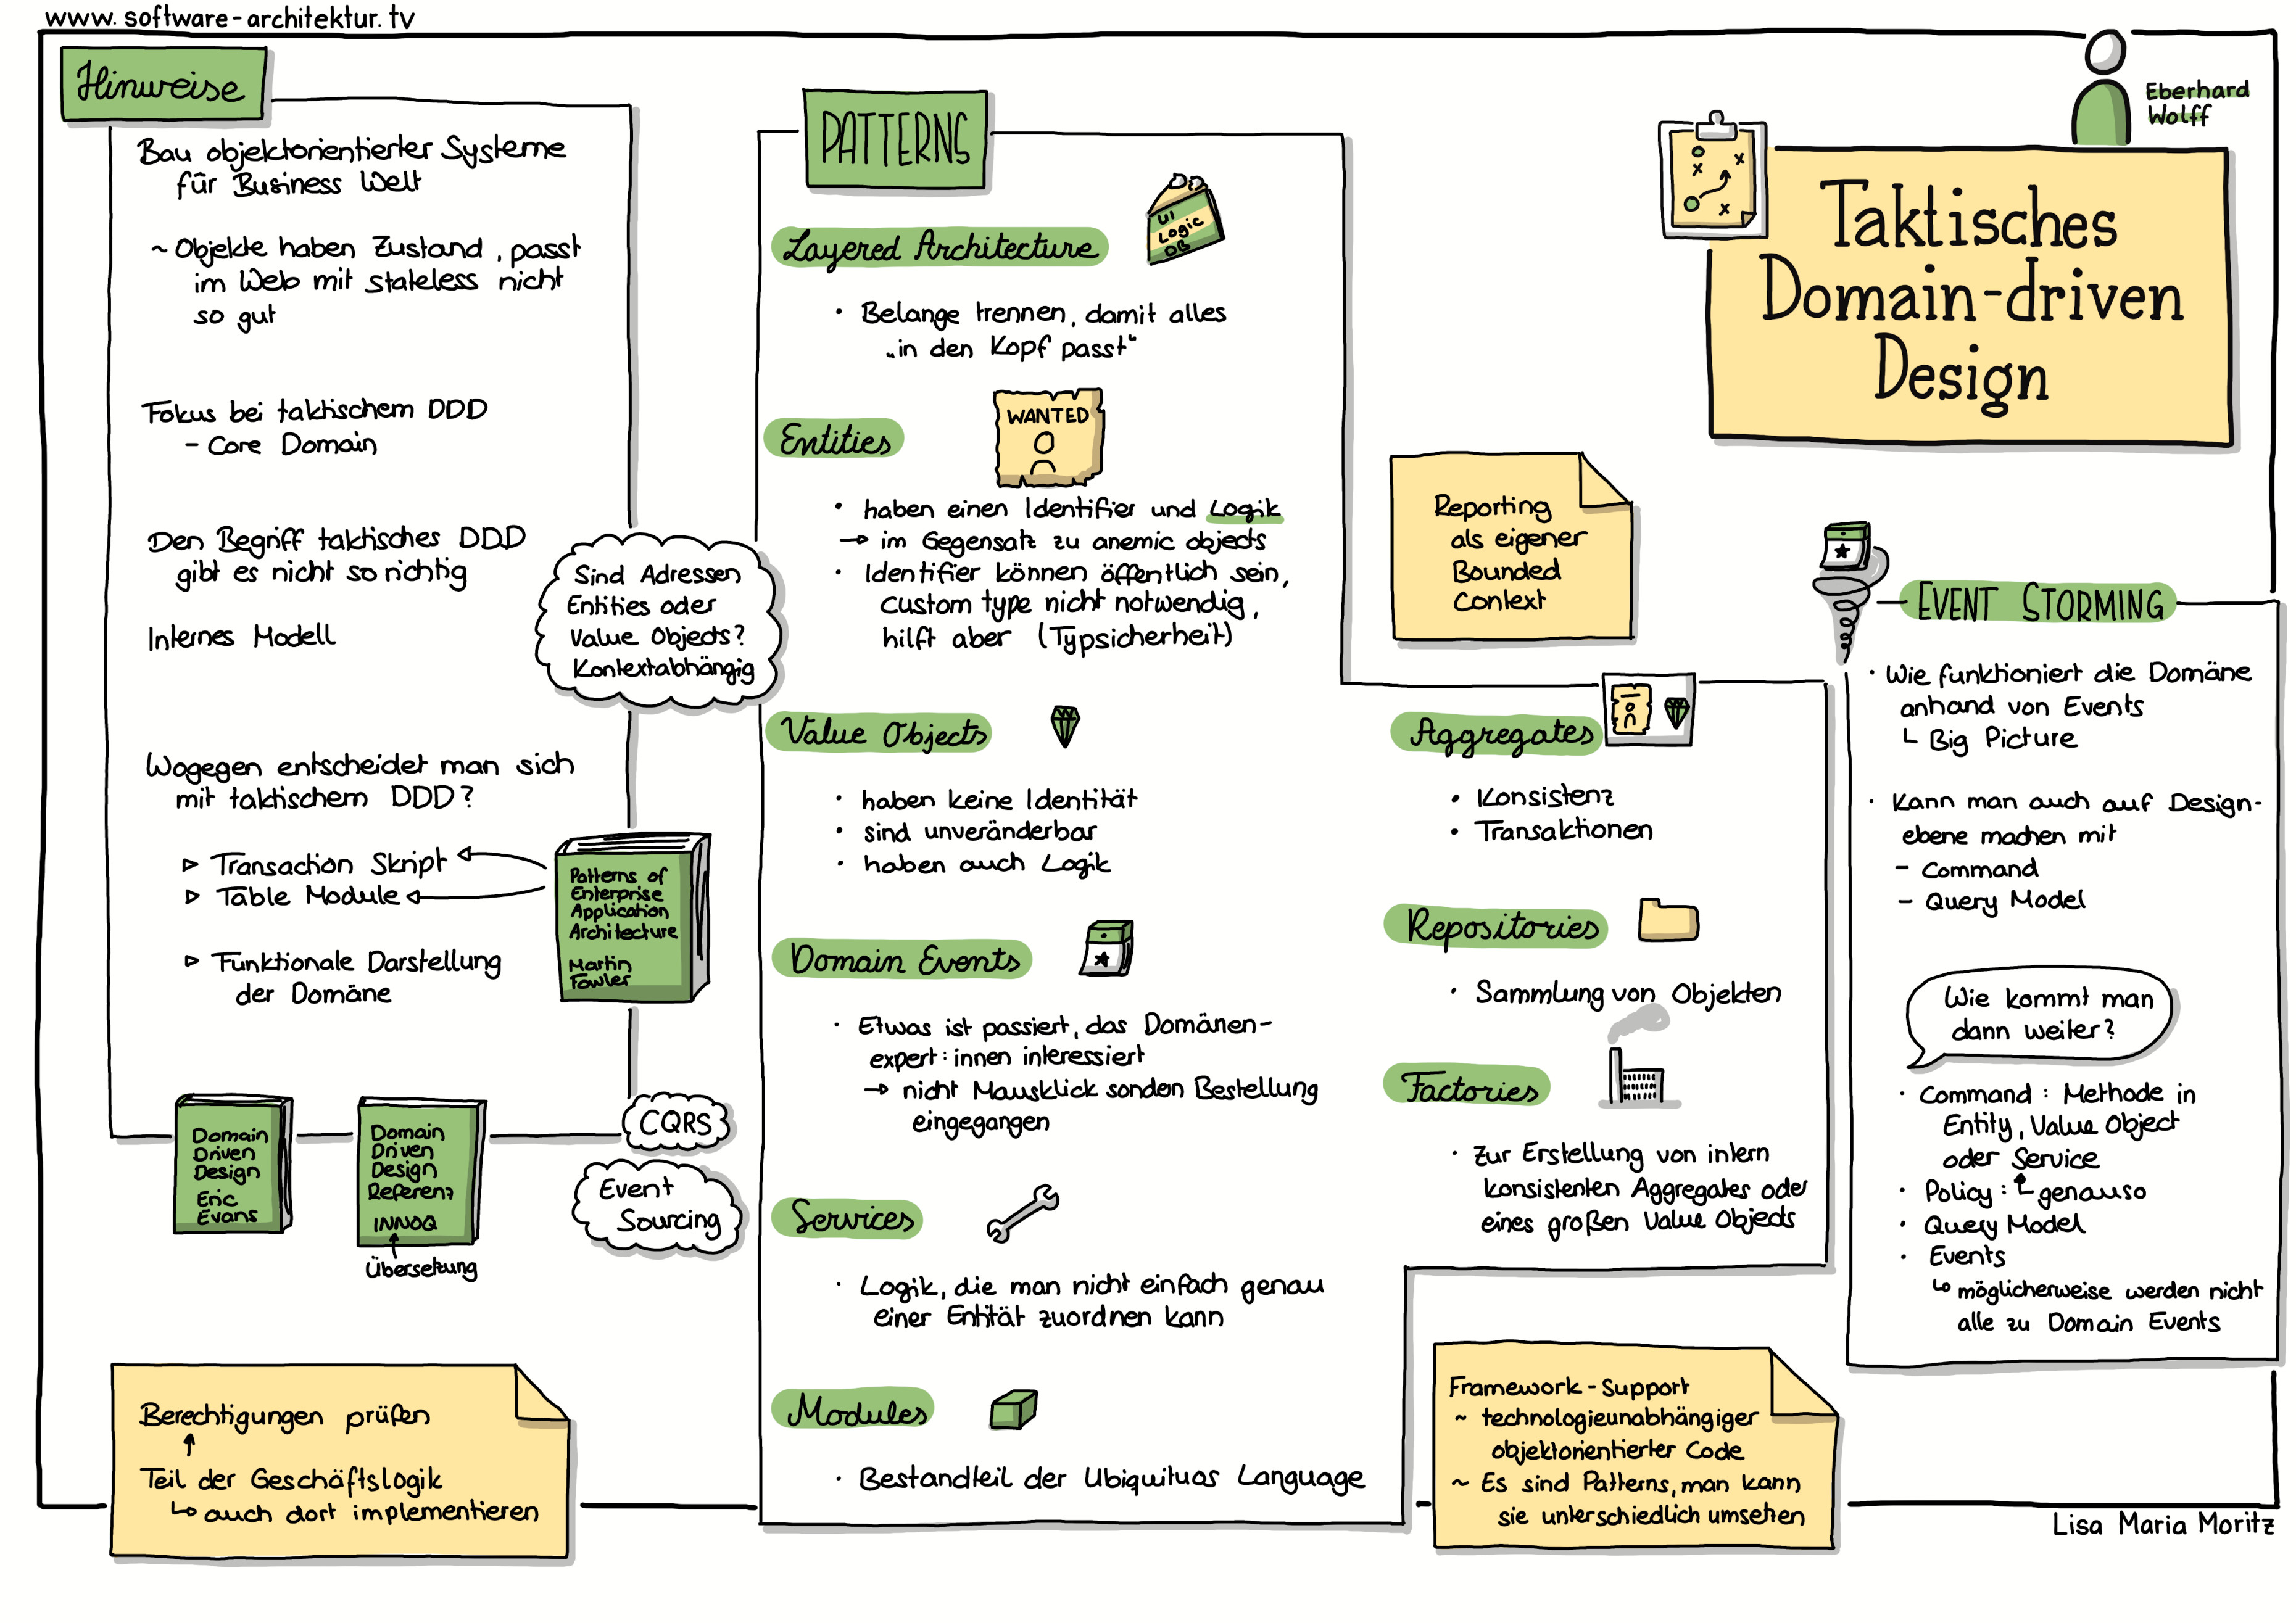 www.software-architektur.tv
Hinweise
Bau objektorientierter Systeme
für Business Welt
~ Objekte haben Zustand, passt
im Web mit stateless nicht
so gut
Fokus bei taktischem DDD
- Core Domain
Den Begriff taktisches DDD
gibt es nicht so richtig
Internes Modell
Wogegen entscheidet man sich
mit taktischem DDD?
▷ Transaction Skript
▷ Table Module
▷ Funktionale Darstellung
der Domäne
Patterns of
Enterprise
Application
Architecture
Martin
Fowler
Domain
Driven
Design
Eric
Evans
Domain
Driven
Design
Referenz
INNOQ
↑
Übersetzung
CQRS
Event
Sourcing
Sind Adressen
Entities oder
Value Objects?
Kontextabhängig
Berechtigungen prüfen
↑
Teil der Geschäftslogik
↳ auch dort implementieren
PATTERNS
Layered Architecture
UI
Logic
DB
· Belange trennen, damit alles
„in den Kopf passt“
Entities
WANTED
· haben einen Identifier und Logik
→ im Gegensatz zu anemic objects
· Identifier können öffentlich sein,
custom type nicht notwendig,
hilft aber (Typsicherheit)
Value Objects
· haben keine Identität
· sind unveränderbar
· haben auch Logik
Domain Events
· Etwas ist passiert, das Domänen-
expert:innen interessiert
→ nicht Mausklick sonden Bestellung
eingegangen
Services
· Logik, die man nicht einfach genau
einer Entität zuordnen kann
Modules
· Bestandteil der Ubiquituos Language
Reporting
als eigener
Bounded
Context
Aggregates
· Konsistenz
· Transaktionen
Repositories
· Sammlung von Objekten
Factories
· Zur Erstellung von intern
konsistenten Aggregates oder
eines großen Value Objects
Framework-Support
~ technologieunabhängiger
objektorientierter Code
~ Es sind Patterns, man kann
sie unterschiedlich umsetzen
Eberhard
Wolff
Taktisches
Domain-driven
Design
EVENT STORMING
· Wie funktioniert die Domäne
anhand von Events
└ Big Picture
· Kann man auch auf Design-
ebene machen mit
- Command
- Query Model
Wie kommt man
dann weiter?
· Command: Methode in
Entity, Value Object
oder Service
· Policy: genauso
· Query Model
· Events
↳ möglicherweise werden nicht
alle zu Domain Events
Lisa Maria Moritz